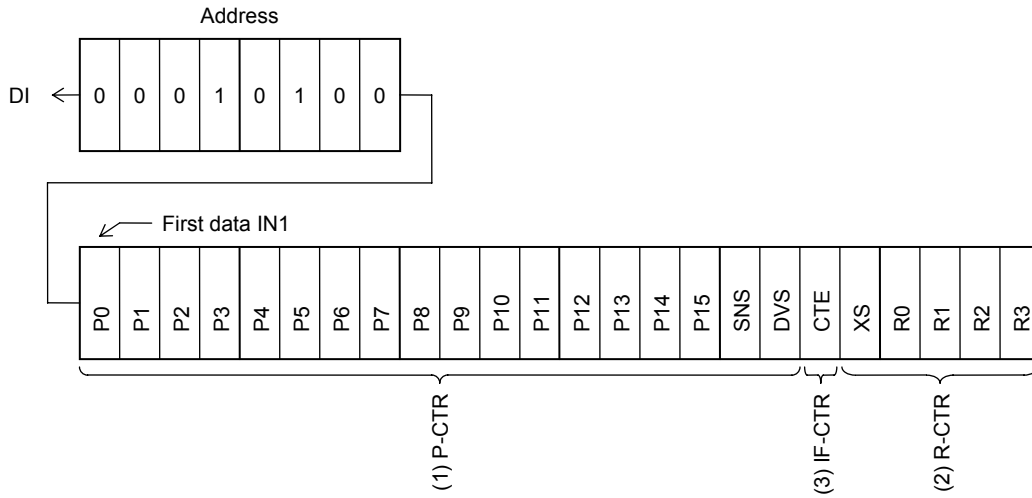 Address
DI 0 0 0 1 0 1 0 0
First data IN1
P0 P1 P2 P3 P4 P5 P6 P7 P8 P9 P10 P11 P12 P13 P14 P15 SNS DVS CTE XS R0 R1 R2 R3
(1) P-CTR (3) IF-CTR (2) R-CTR